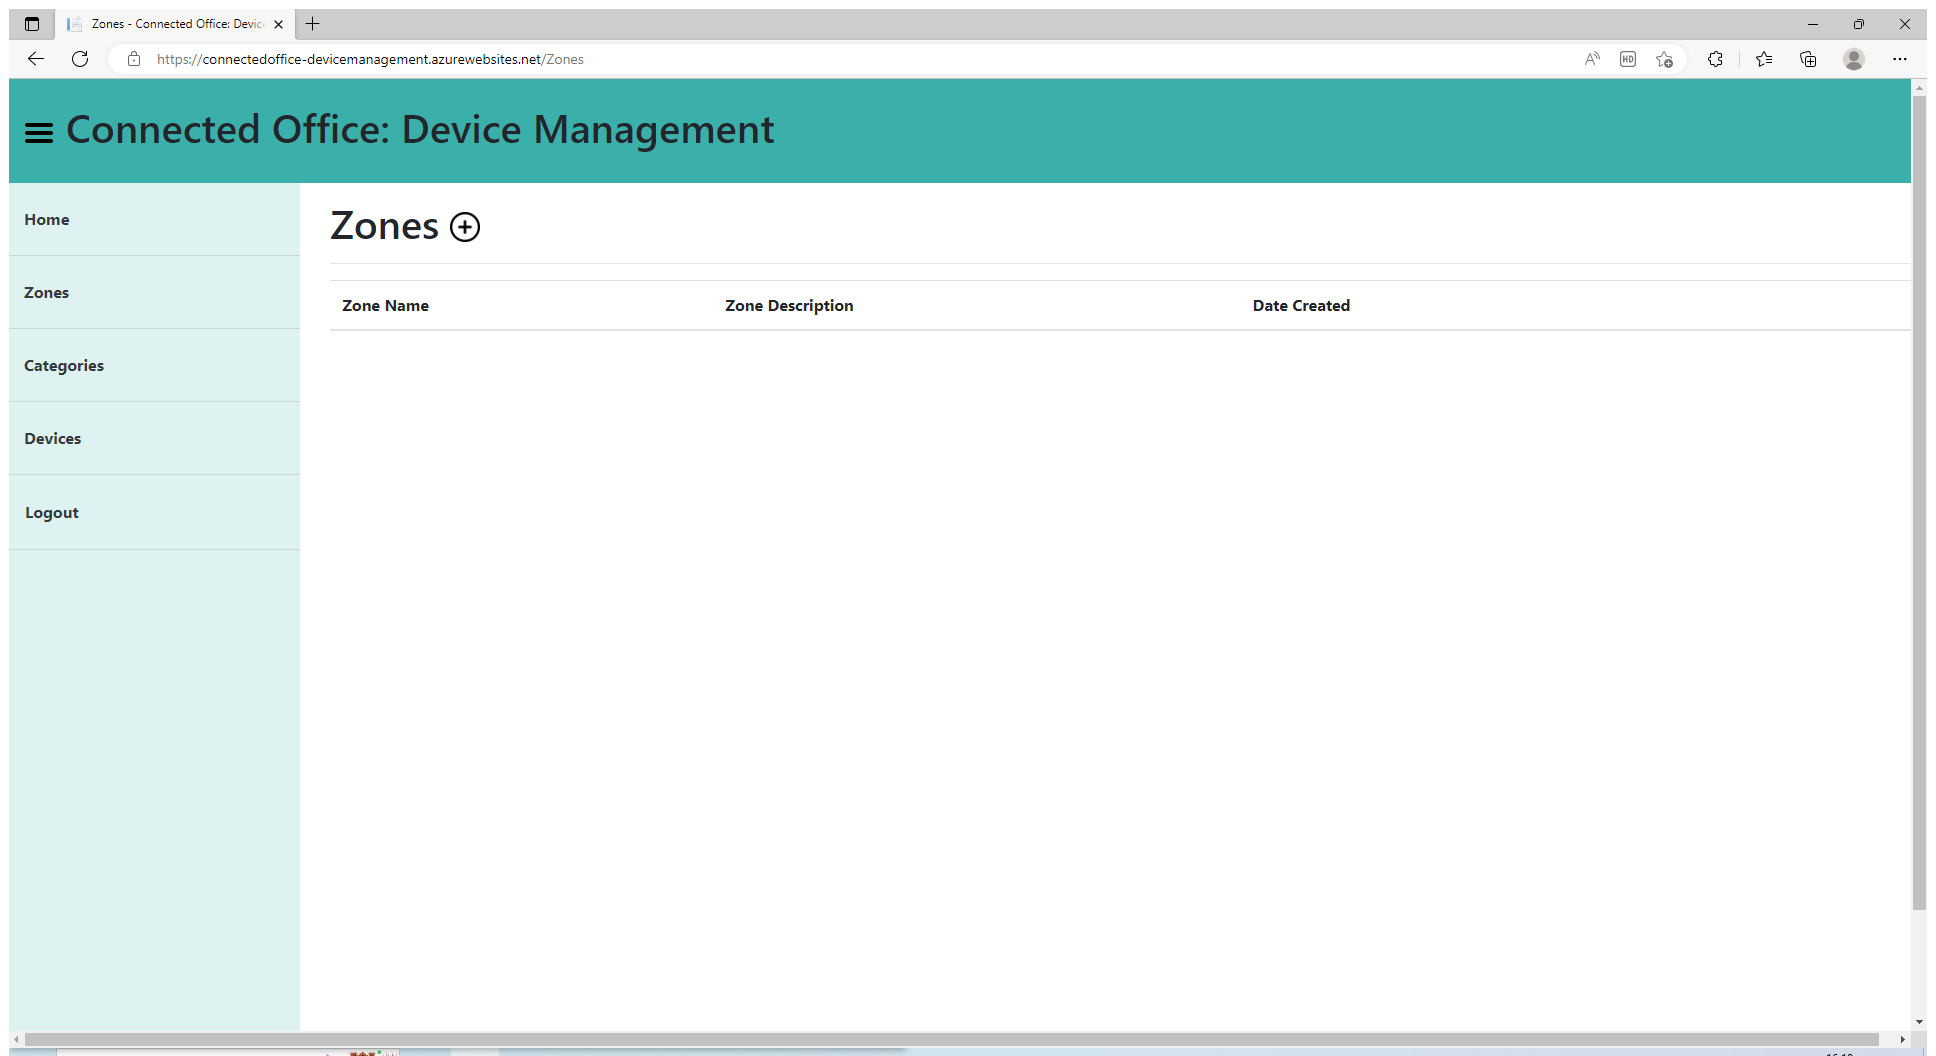 Zones - Connected Office: Devic
https://connectedoffice-devicemanagement.azurewebsites.net/Zones
Connected Office: Device Management
Home
Zones
Categories
Devices
Logout
Zones
Zone Name Zone Description Date Created